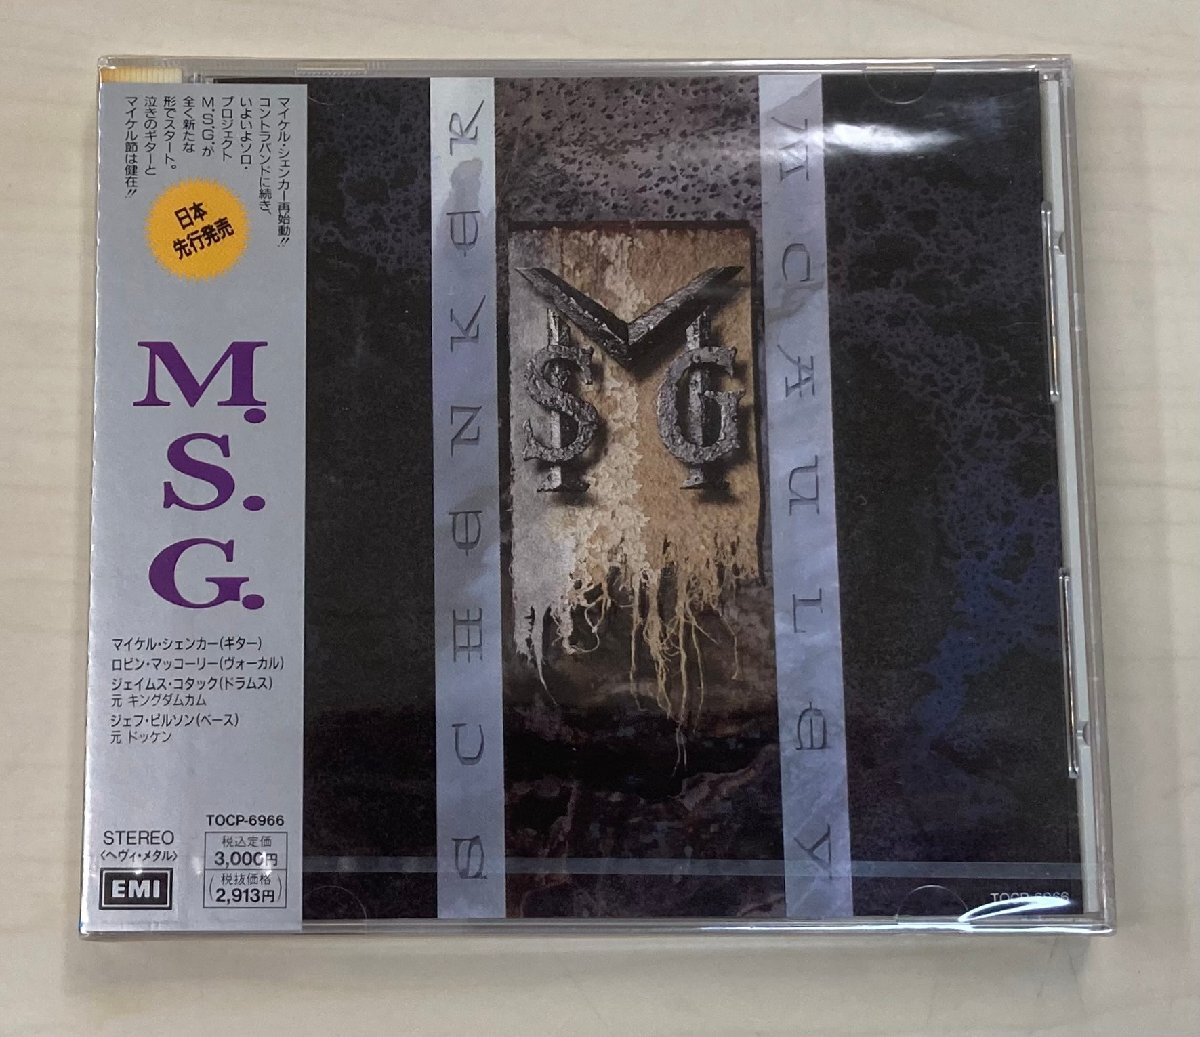 マイケル・シェンカー再始動!!
コントラバンドに続き、
いよいよソロ・
プロジェクト
M.S.G.が
全く新たな
形でスタート。
泣きのギターと
マイケル節は健在!!
日本
先行発売
M.
S.
G.
マイケル・シェンカー(ギター)
ロビン・マッコーリー(ヴォーカル)
ジェイムス・コタック(ドラムス)
元 キングダムカム
ジェフ・ピルソン(ベース)
元 ドッケン
TOCP-6966
STEREO
〈ヘヴィ・メタル〉
EMI
税込定価
3,000円
税抜価格
2,913円
SCHENKER
M
S G
MCAULEY
TOCP-6966